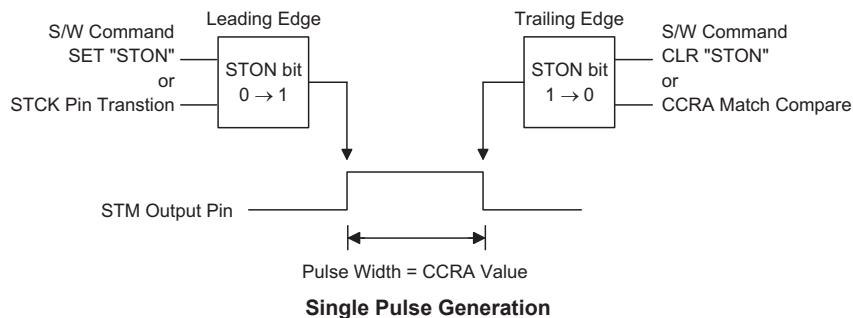 Leading Edge
Trailing Edge
S/W Command
SET "STON"
or
STCK Pin Transtion
STON bit
0 → 1
STON bit
1 → 0
S/W Command
CLR "STON"
or
CCRA Match Compare
STM Output Pin
Pulse Width = CCRA Value
Single Pulse Generation